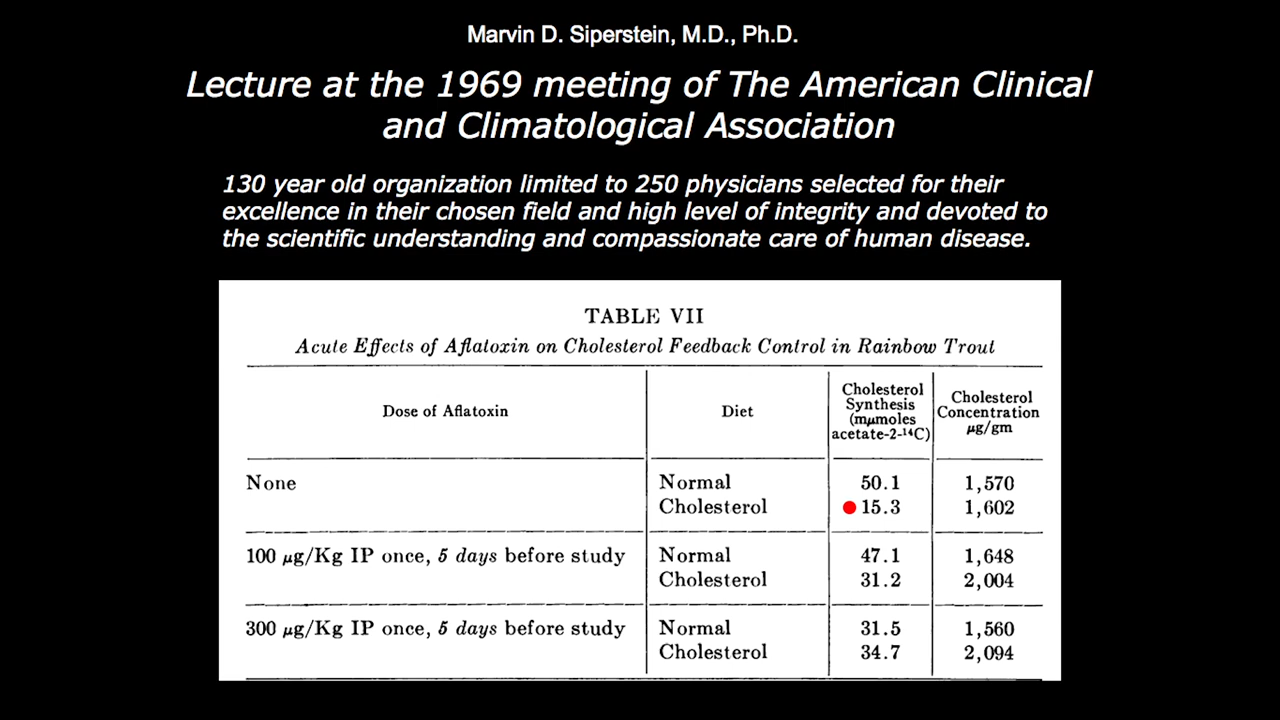 Marvin D. Siperstein, M.D., Ph.D.
Lecture at the 1969 meeting of The American Clinical
and Climatological Association
130 year old organization limited to 250 physicians selected for their
excellence in their chosen field and high level of integrity and devoted to
the scientific understanding and compassionate care of human disease.
TABLE VII
Acute Effects of Aflatoxin on Cholesterol Feedback Control in Rainbow Trout
Dose of Aflatoxin
Diet
Cholesterol
Synthesis
(mμmoles
acetate-2-¹⁴C)
Cholesterol
Concentration
μg/gm
None Normal 50.1 1,570
Cholesterol 15.3 1,602
100 μg/Kg IP once, 5 days before study Normal 47.1 1,648
Cholesterol 31.2 2,004
300 μg/Kg IP once, 5 days before study Normal 31.5 1,560
Cholesterol 34.7 2,094